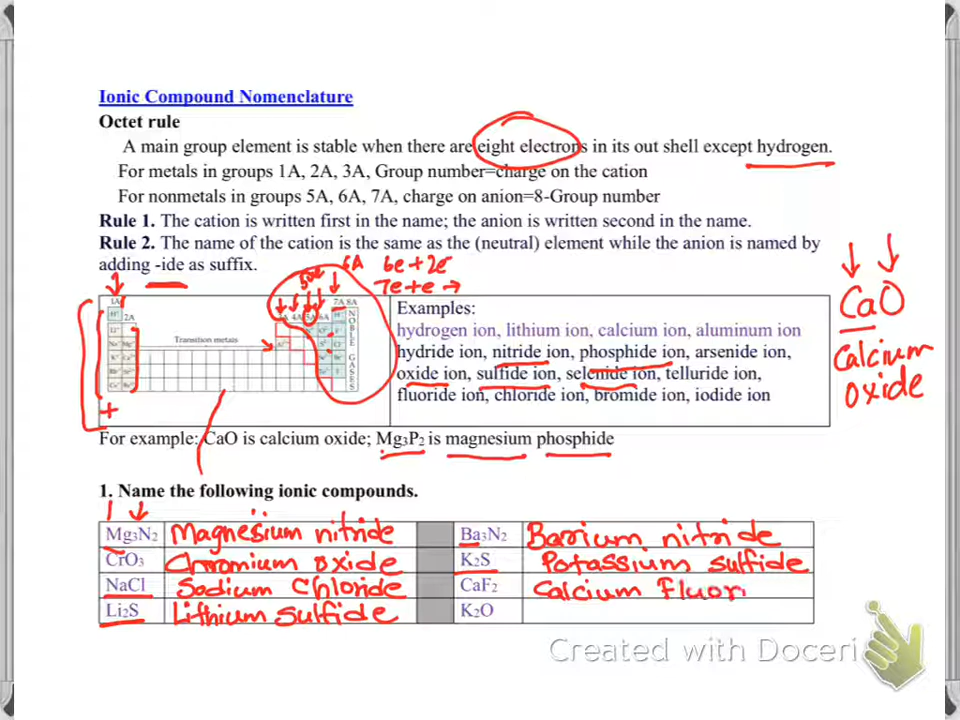 Ionic Compound Nomenclature
Octet rule
A main group element is stable when there are eight electrons in its out shell except hydrogen.
For metals in groups 1A, 2A, 3A, Group number=charge on the cation
For nonmetals in groups 5A, 6A, 7A, charge on anion=8-Group number
Rule 1. The cation is written first in the name; the anion is written second in the name.
Rule 2. The name of the cation is the same as the (neutral) element while the anion is named by
adding -ide as suffix.
6A 6e + 2e
7e + e →
1A
2A
7A 8A
Transition metals
NOBLE GASES
+
Examples:
hydrogen ion, lithium ion, calcium ion, aluminum ion
hydride ion, nitride ion, phosphide ion, arsenide ion,
oxide ion, sulfide ion, selenide ion, telluride ion,
fluoride ion, chloride ion, bromide ion, iodide ion
CaO
Calcium
oxide
For example: CaO is calcium oxide; Mg₃P₂ is magnesium phosphide
1. Name the following ionic compounds.
Mg₃N₂ Magnesium nitride Ba₃N₂ Barium nitride
CrO₃ Chromium oxide K₂S Potassium sulfide
NaCl Sodium Chloride CaF₂ Calcium Fluor
Li₂S Lithium sulfide K₂O
Created with Doceri